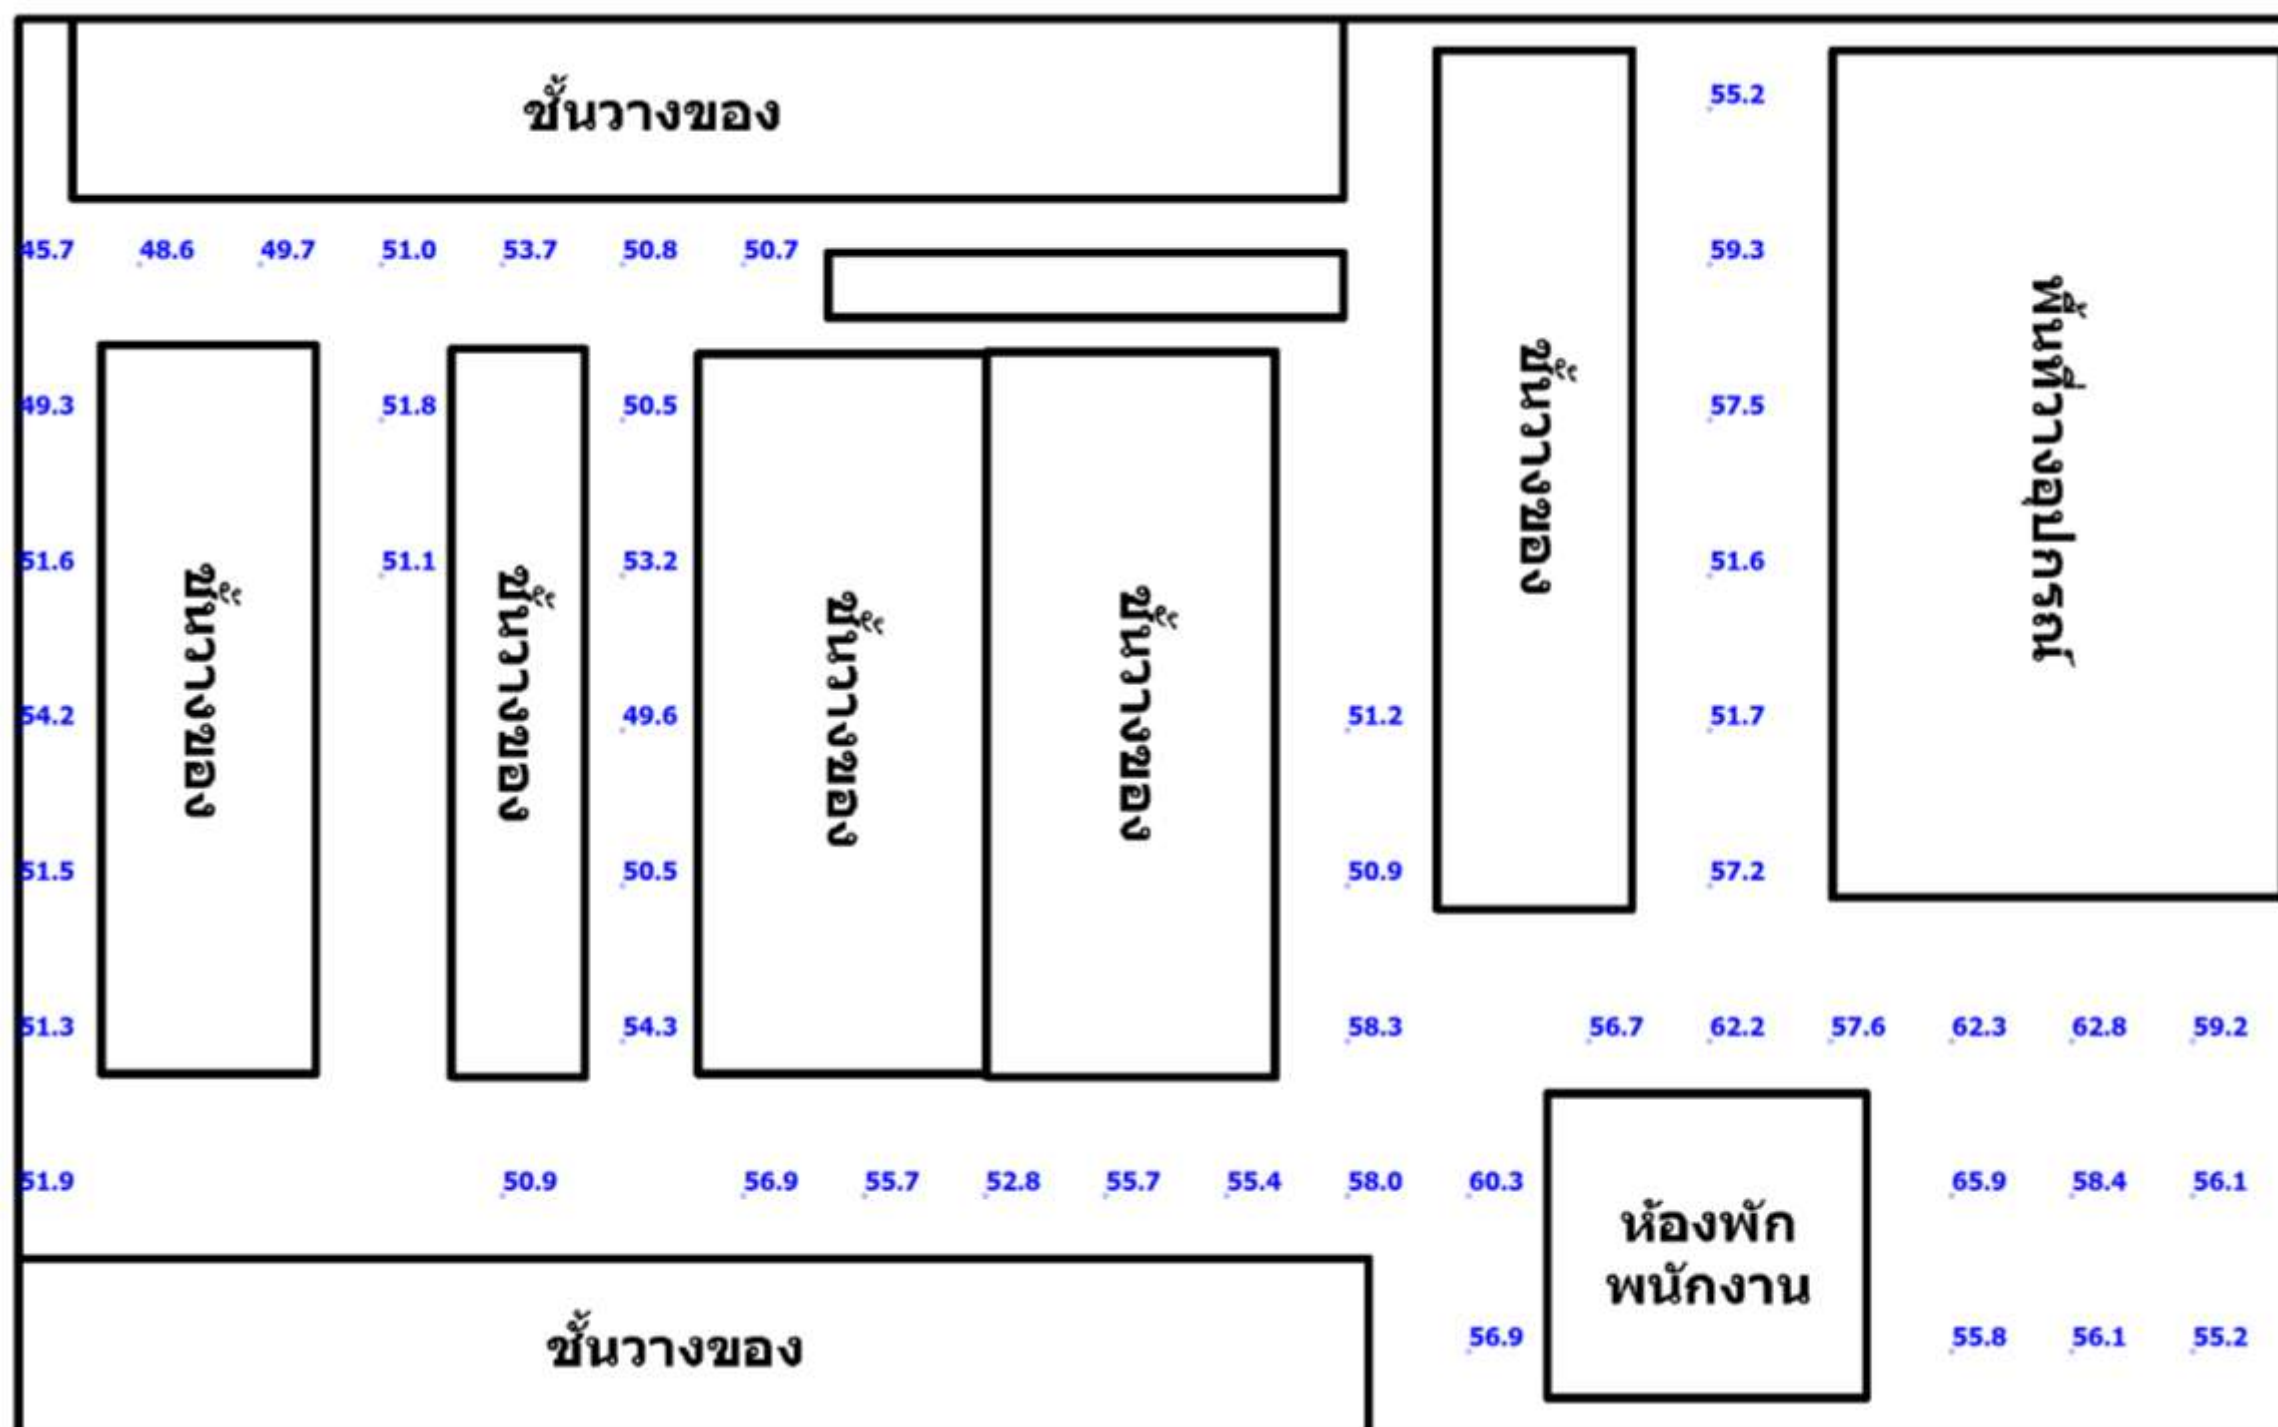 ชั้นวางของ
55.2
45.7 48.6 49.7 51.0 53.7 50.8 50.7 59.3
49.3 51.8 50.5 57.5
51.6 51.1 53.2 51.6
ชั้นวางของ
พื้นที่วางอุปกรณ์
ชั้นวางของ
ชั้นวางของ
ชั้นวางของ
ชั้นวางของ
54.2 49.6 51.2 51.7
51.5 50.5 50.9 57.2
51.3 54.3 58.3 56.7 62.2 57.6 62.3 62.8 59.2
51.9 50.9 56.9 55.7 52.8 55.7 55.4 58.0 60.3 65.9 58.4 56.1
ห้องพัก
พนักงาน
ชั้นวางของ
56.9 55.8 56.1 55.2